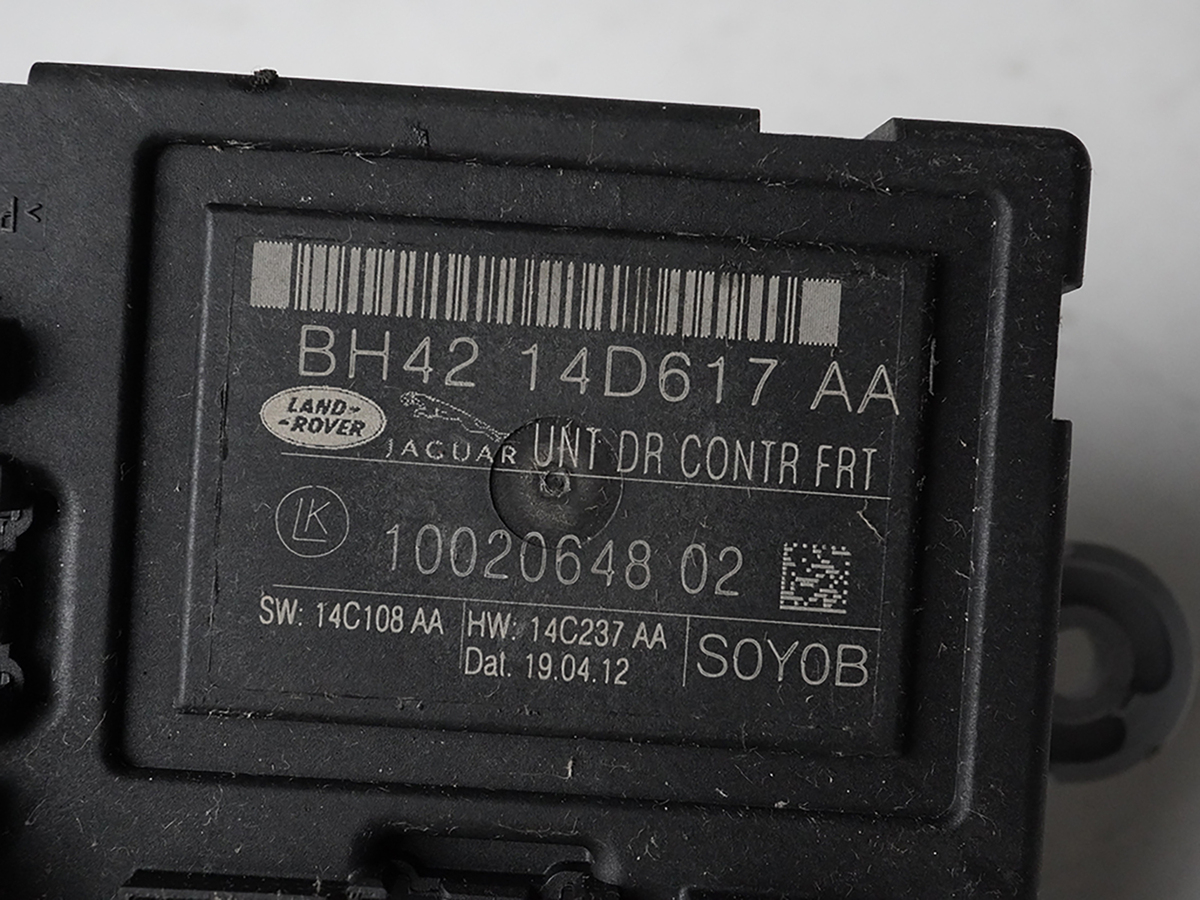 BH42 14D617 AA
LAND-
-ROVER
JAGUAR UNT DR CONTR FRT
LK
10020648 02
SW: 14C108 AA HW: 14C237 AA
Dat. 19.04.12
SOYOB